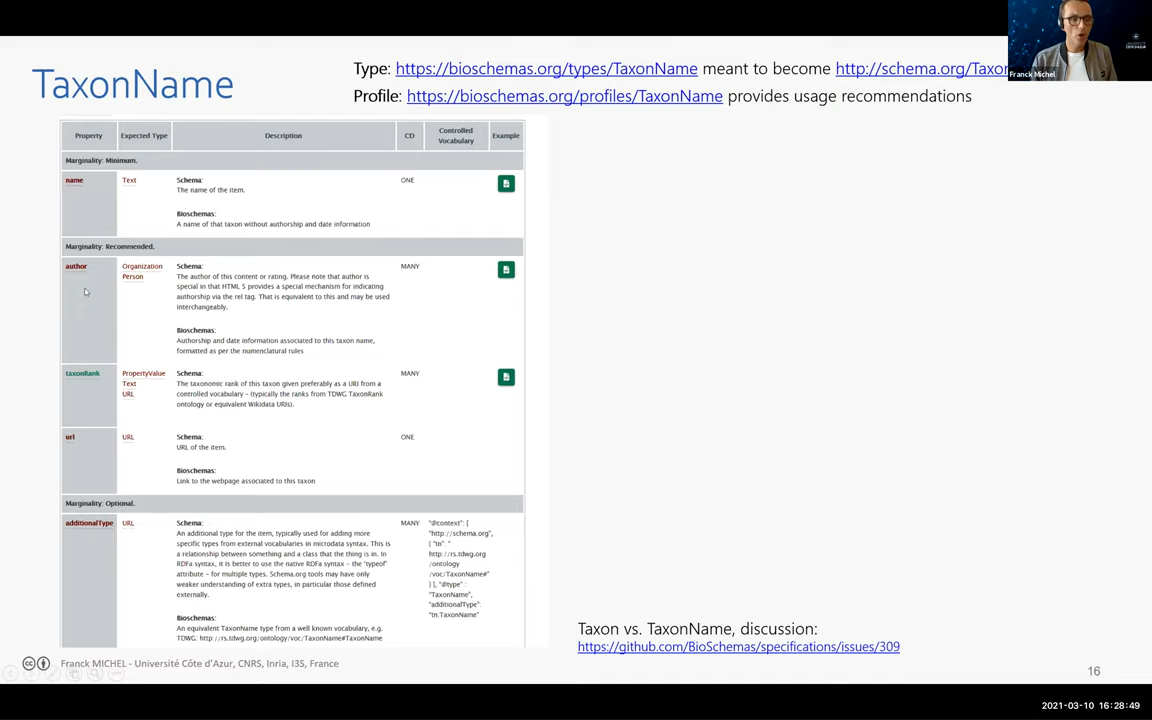 TaxonName
Type: https://bioschemas.org/types/TaxonName meant to become http://schema.org/Taxor
Profile: https://bioschemas.org/profiles/TaxonName provides usage recommendations
Franck Michel
Property Expected Type Description CD Controlled Vocabulary Example
Marginality: Minimum.
name Text Schema: ONE
The name of the item.
Bioschemas:
A name of that taxon without authorship and date information
Marginality: Recommended.
author Organization Schema: MANY
Person The author of this content or rating. Please note that author is
special in that HTML 5 provides a special mechanism for indicating
authorship via the rel tag. That is equivalent to this and may be used
interchangeably.
Bioschemas:
Authorship and date information associated to this taxon name,
formatted as per the numenclatural rules
taxonRank PropertyValue Schema: MANY
Text The taxonomic rank of this taxon given preferably as a URI from a
URL controlled vocabulary – (typically the ranks from TDWG TaxonRank
ontology or equivalent Wikidata URIs).
url URL Schema: ONE
URL of the item.
Bioschemas:
Link to the webpage associated to this taxon
Marginality: Optional.
additionalType URL Schema: MANY "@context": [
An additional type for the item, typically used for adding more "http://schema.org",
specific types from external vocabularies in microdata syntax. This is { "tn": "
a relationship between something and a class that the thing is in. In http://rs.tdwg.org
RDFa syntax, it is better to use the native RDFa syntax – the 'typeof' /ontology
attribute – for multiple types. Schema.org tools may have only /voc/TaxonName#"
weaker understanding of extra types, in particular those defined } ], "@type":
externally. "TaxonName",
"additionalType":
Bioschemas: "tn.TaxonName"
An equivalent TaxonName type from a well known vocabulary, e.g.
TDWG: http://rs.tdwg.org/ontology/voc/TaxonName#TaxonName
Taxon vs. TaxonName, discussion:
https://github.com/BioSchemas/specifications/issues/309
Franck MICHEL - Université Côte d'Azur, CNRS, Inria, I3S, France
16
2021-03-10 16:28:49